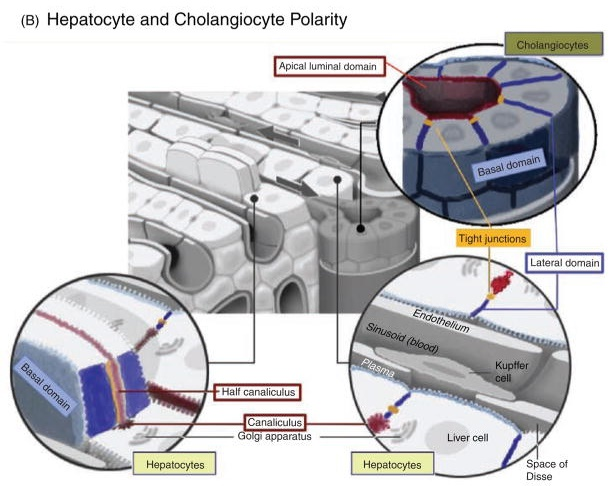 (B) Hepatocyte and Cholangiocyte Polarity
Cholangiocytes
Apical luminal domain
Basal domain
Tight junctions
Lateral domain
Endothelium
Sinusoid (blood)
Kupffer
cell
Plasma
Basal domain
Half canaliculus
Canaliculus
Golgi apparatus
Liver cell
Hepatocytes
Hepatocytes
Space of
Disse